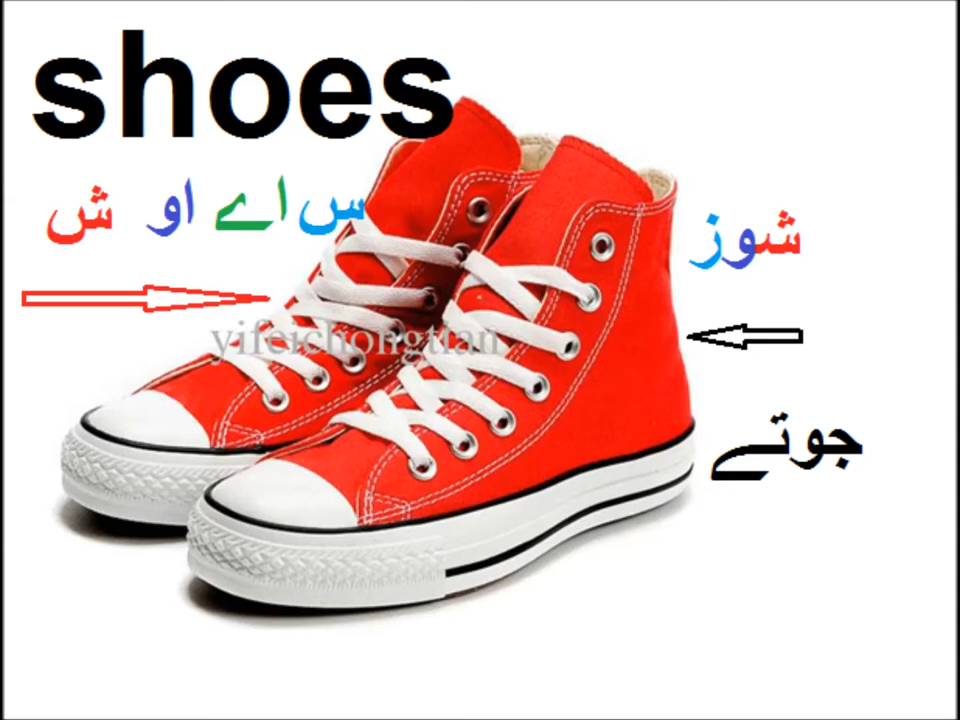 shoes
ش او اے س
شوز
yifeichongtian
جوتے